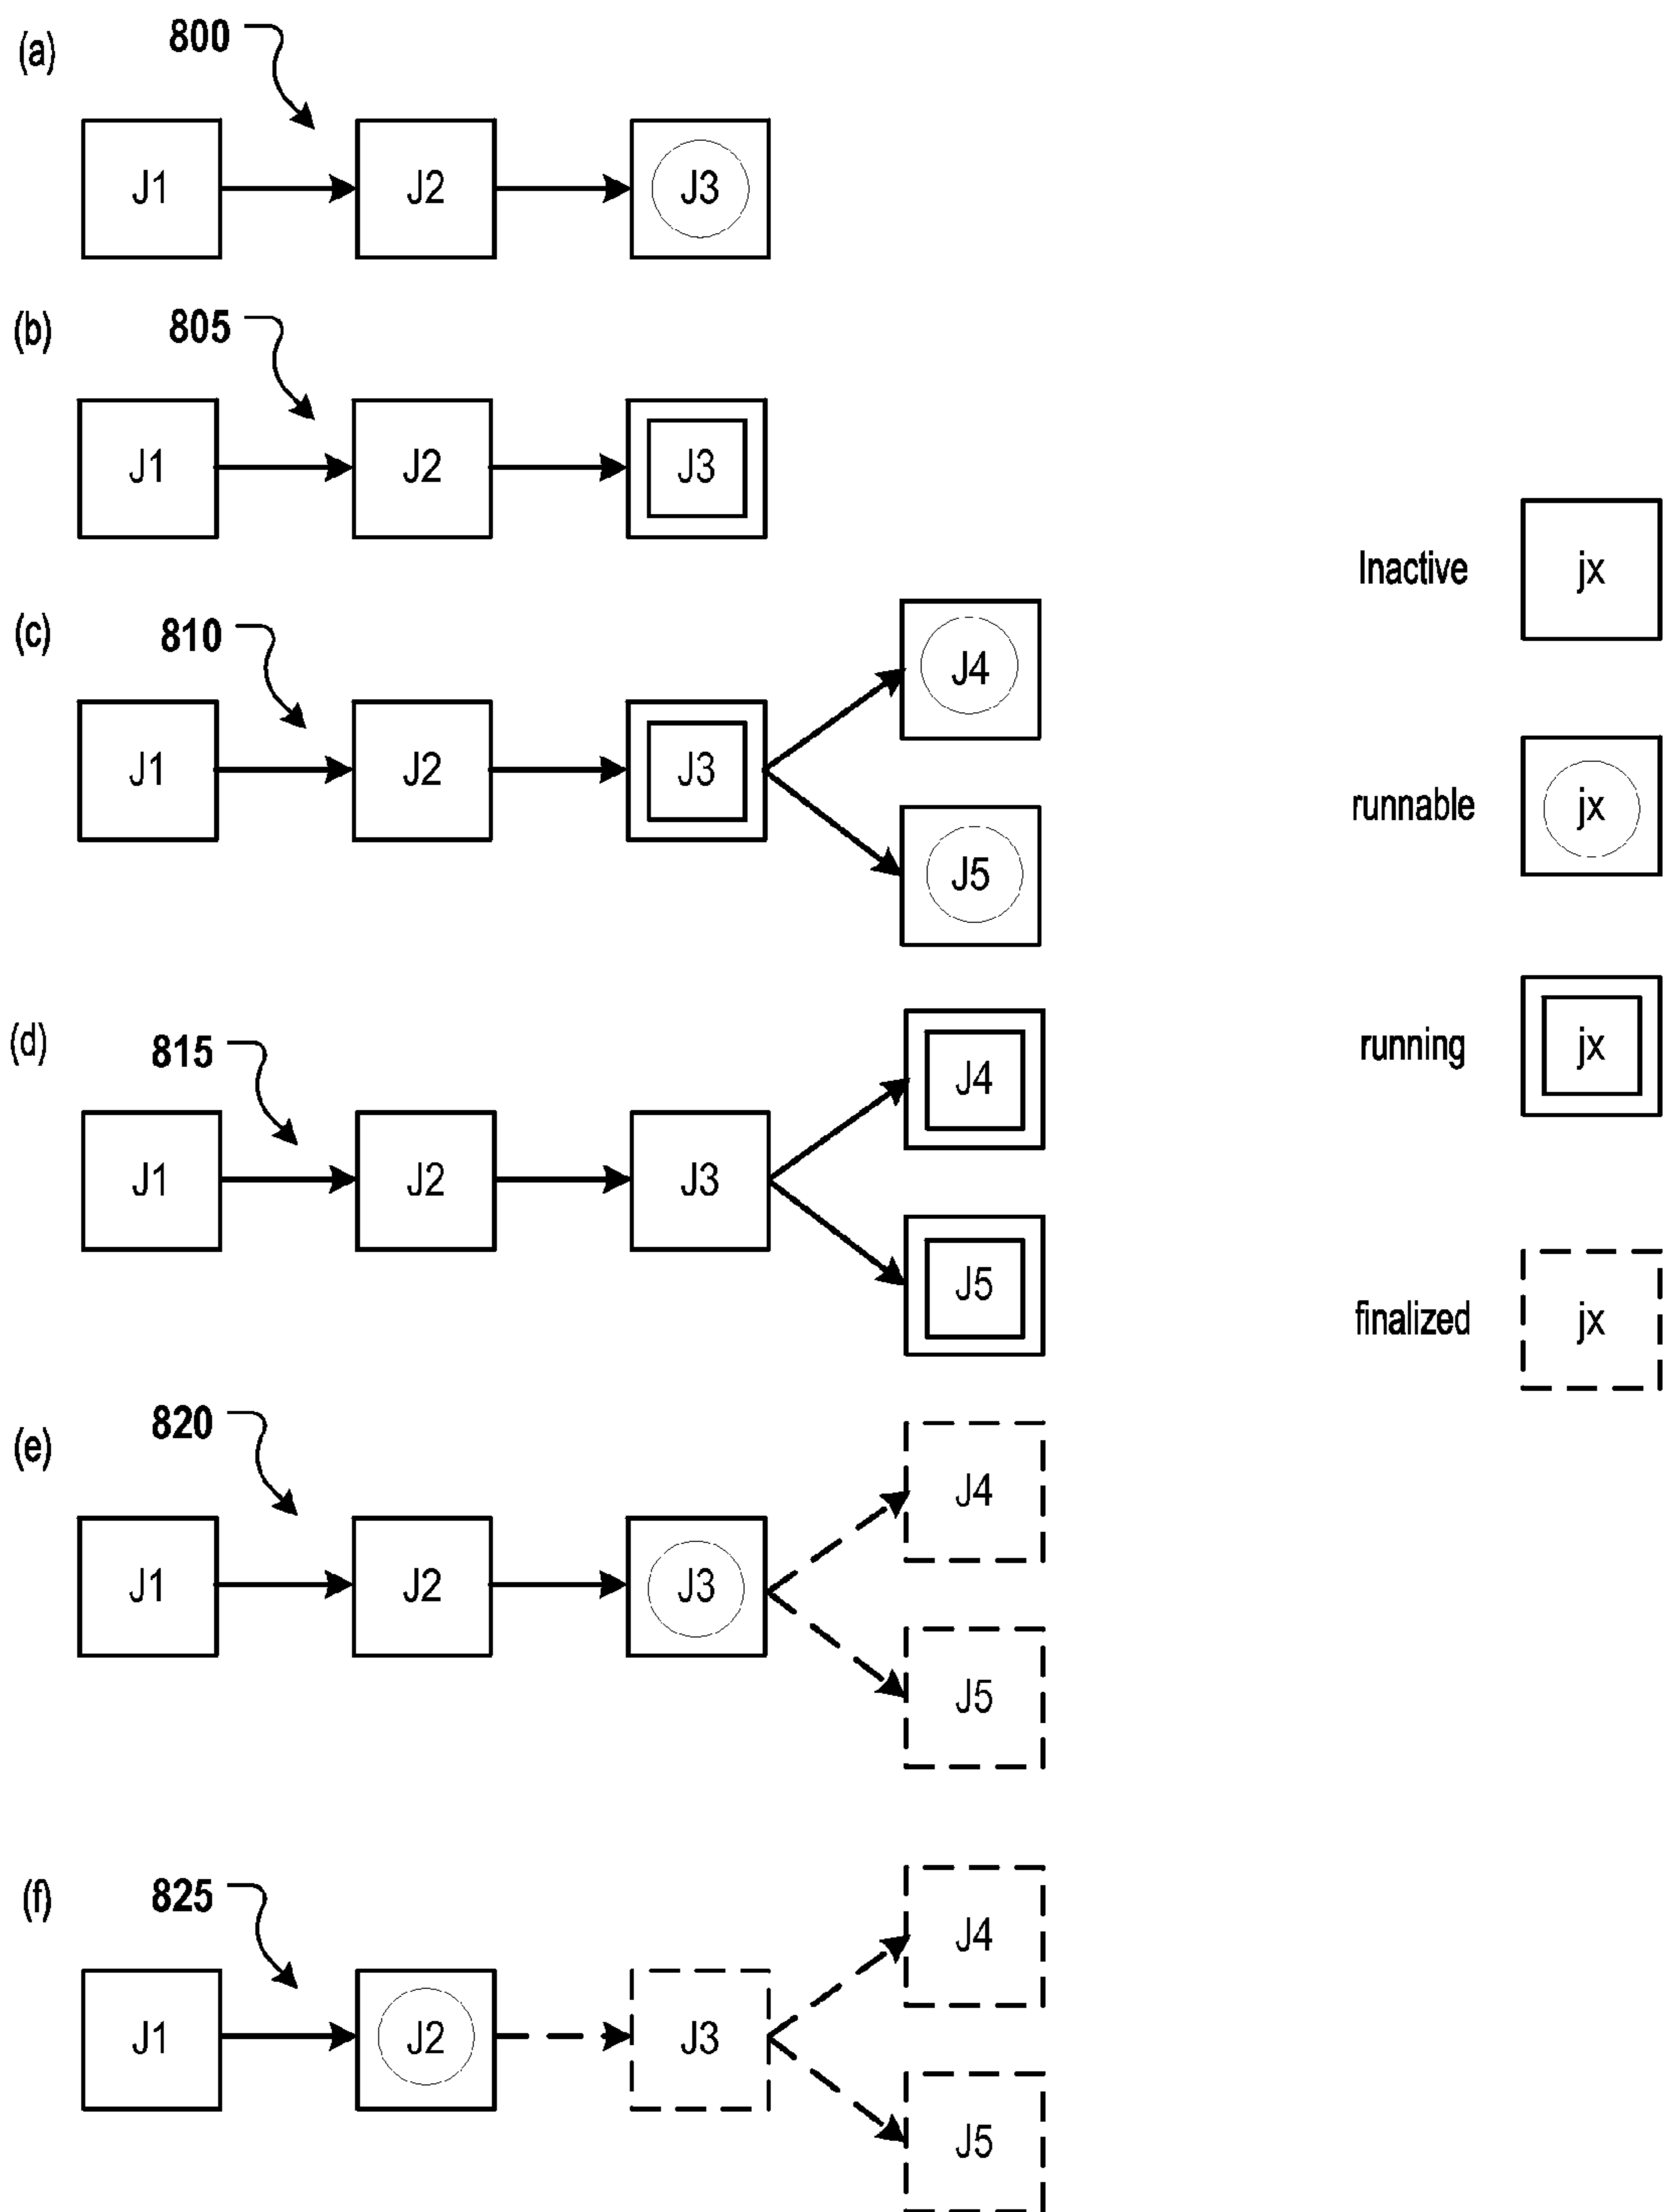 (a)
800
J1
J2
J3
(b)
805
J1
J2
J3
(c)
810
J1
J2
J3
J4
J5
(d)
815
J1
J2
J3
J4
J5
(e)
820
J1
J2
J3
J4
J5
(f)
825
J1
J2
J3
J4
J5
Inactive
jx
runnable
jx
running
jx
finalized
jx